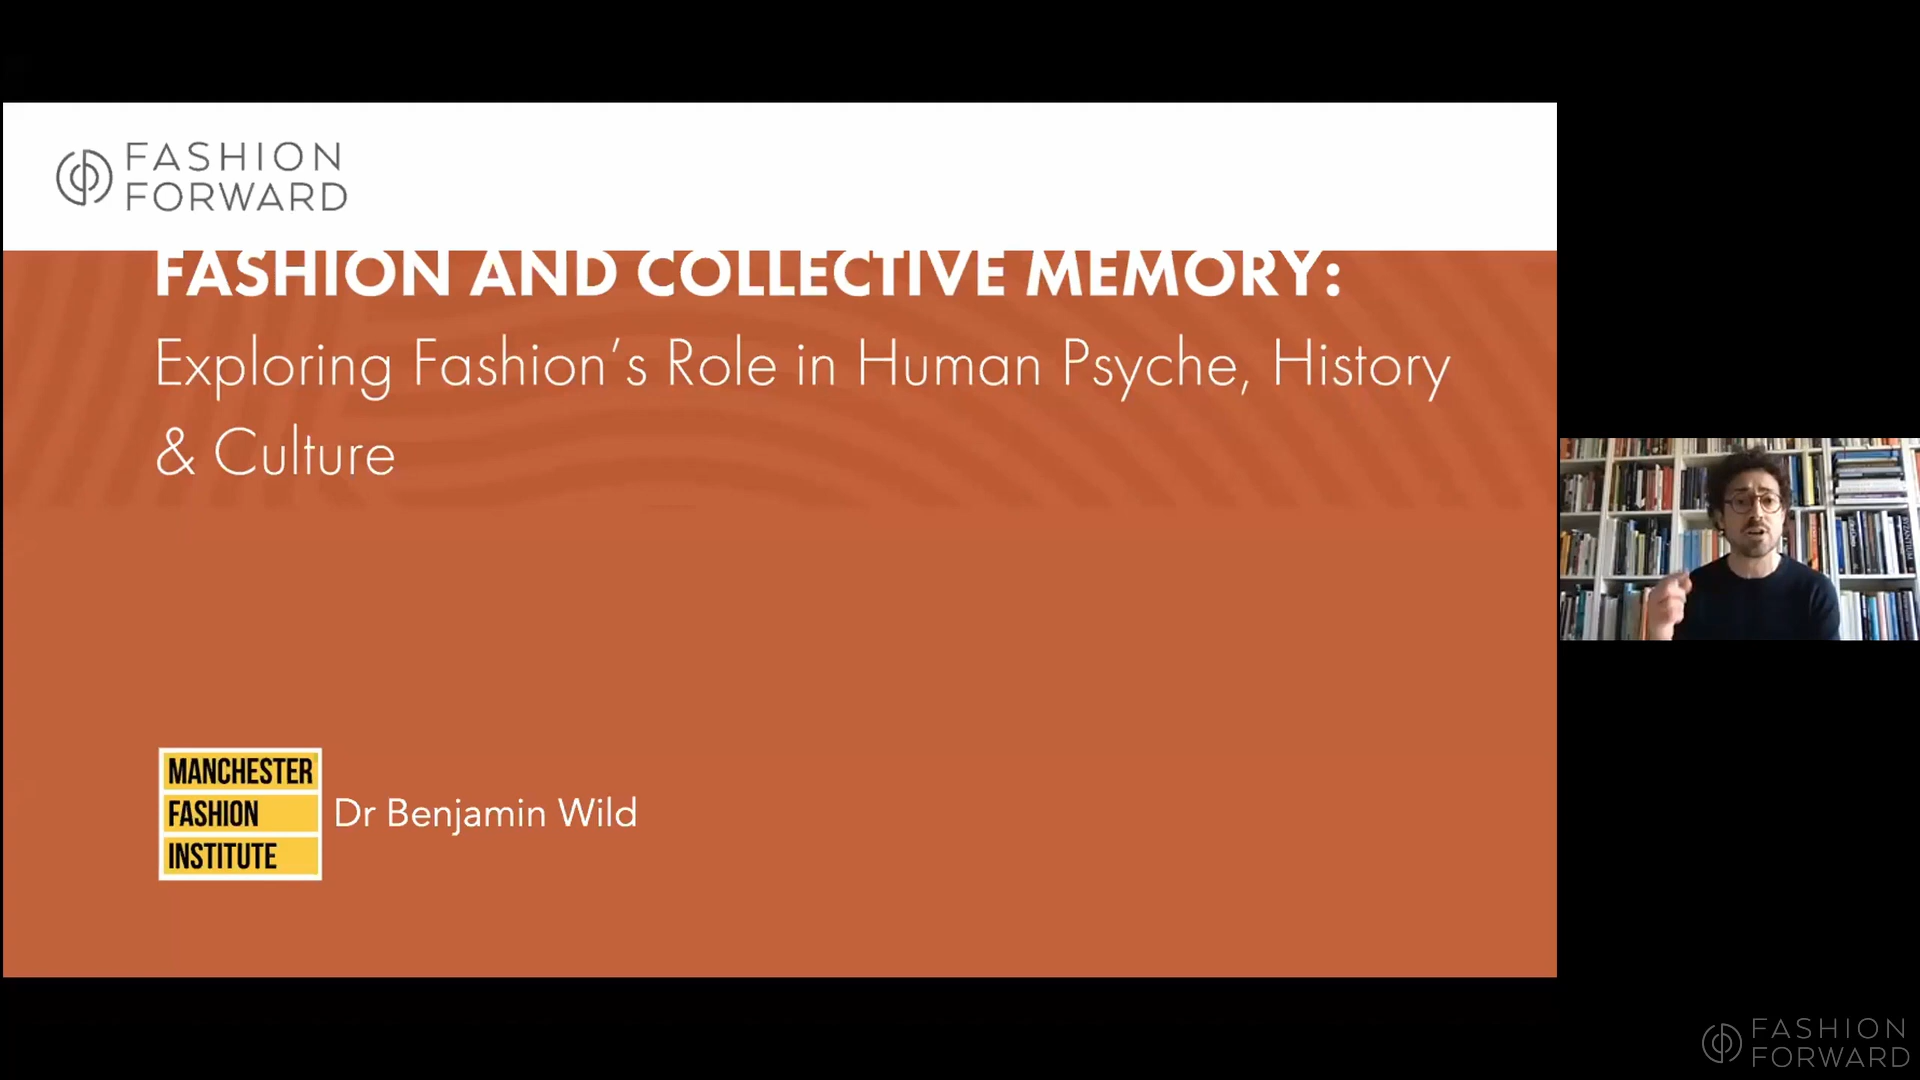 FASHION
FORWARD
FASHION AND COLLECTIVE MEMORY:
Exploring Fashion’s Role in Human Psyche, History
& Culture
MANCHESTER
FASHION
INSTITUTE
Dr Benjamin Wild
BYZANTIUM
FASHION
FORWARD